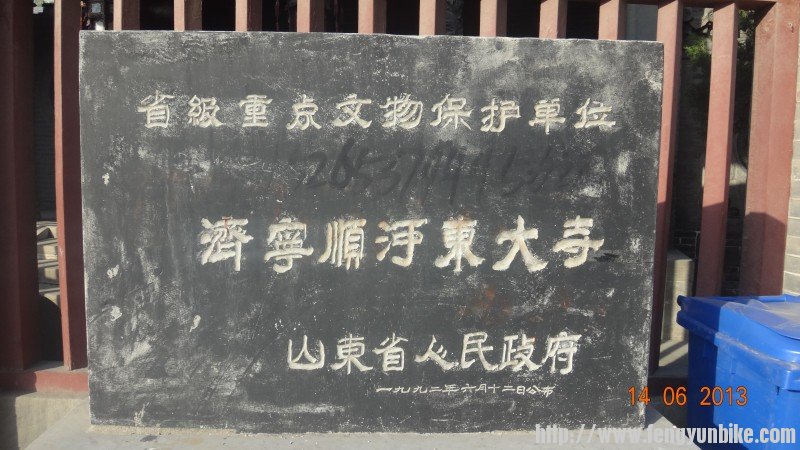 省级重点文物保护单位
濟寧順河東大寺
山東省人民政府
一九九二年六月十二日公布
14 06 2013
http://www.fengyunbike.com